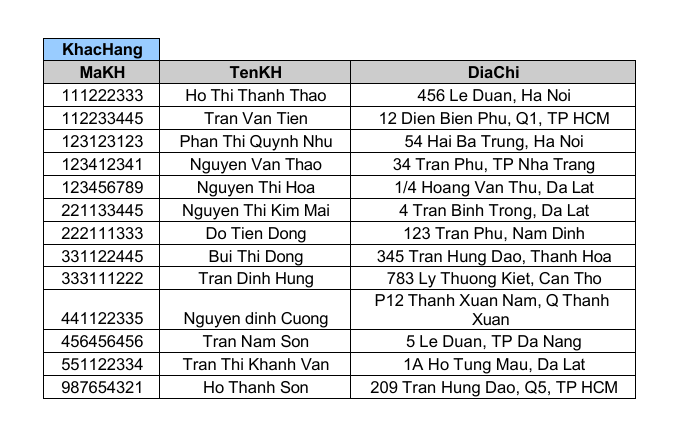 KhacHang
MaKH TenKH DiaChi
111222333 Ho Thi Thanh Thao 456 Le Duan, Ha Noi
112233445 Tran Van Tien 12 Dien Bien Phu, Q1, TP HCM
123123123 Phan Thi Quynh Nhu 54 Hai Ba Trung, Ha Noi
123412341 Nguyen Van Thao 34 Tran Phu, TP Nha Trang
123456789 Nguyen Thi Hoa 1/4 Hoang Van Thu, Da Lat
221133445 Nguyen Thi Kim Mai 4 Tran Binh Trong, Da Lat
222111333 Do Tien Dong 123 Tran Phu, Nam Dinh
331122445 Bui Thi Dong 345 Tran Hung Dao, Thanh Hoa
333111222 Tran Dinh Hung 783 Ly Thuong Kiet, Can Tho
P12 Thanh Xuan Nam, Q Thanh
441122335 Nguyen dinh Cuong Xuan
456456456 Tran Nam Son 5 Le Duan, TP Da Nang
551122334 Tran Thi Khanh Van 1A Ho Tung Mau, Da Lat
987654321 Ho Thanh Son 209 Tran Hung Dao, Q5, TP HCM